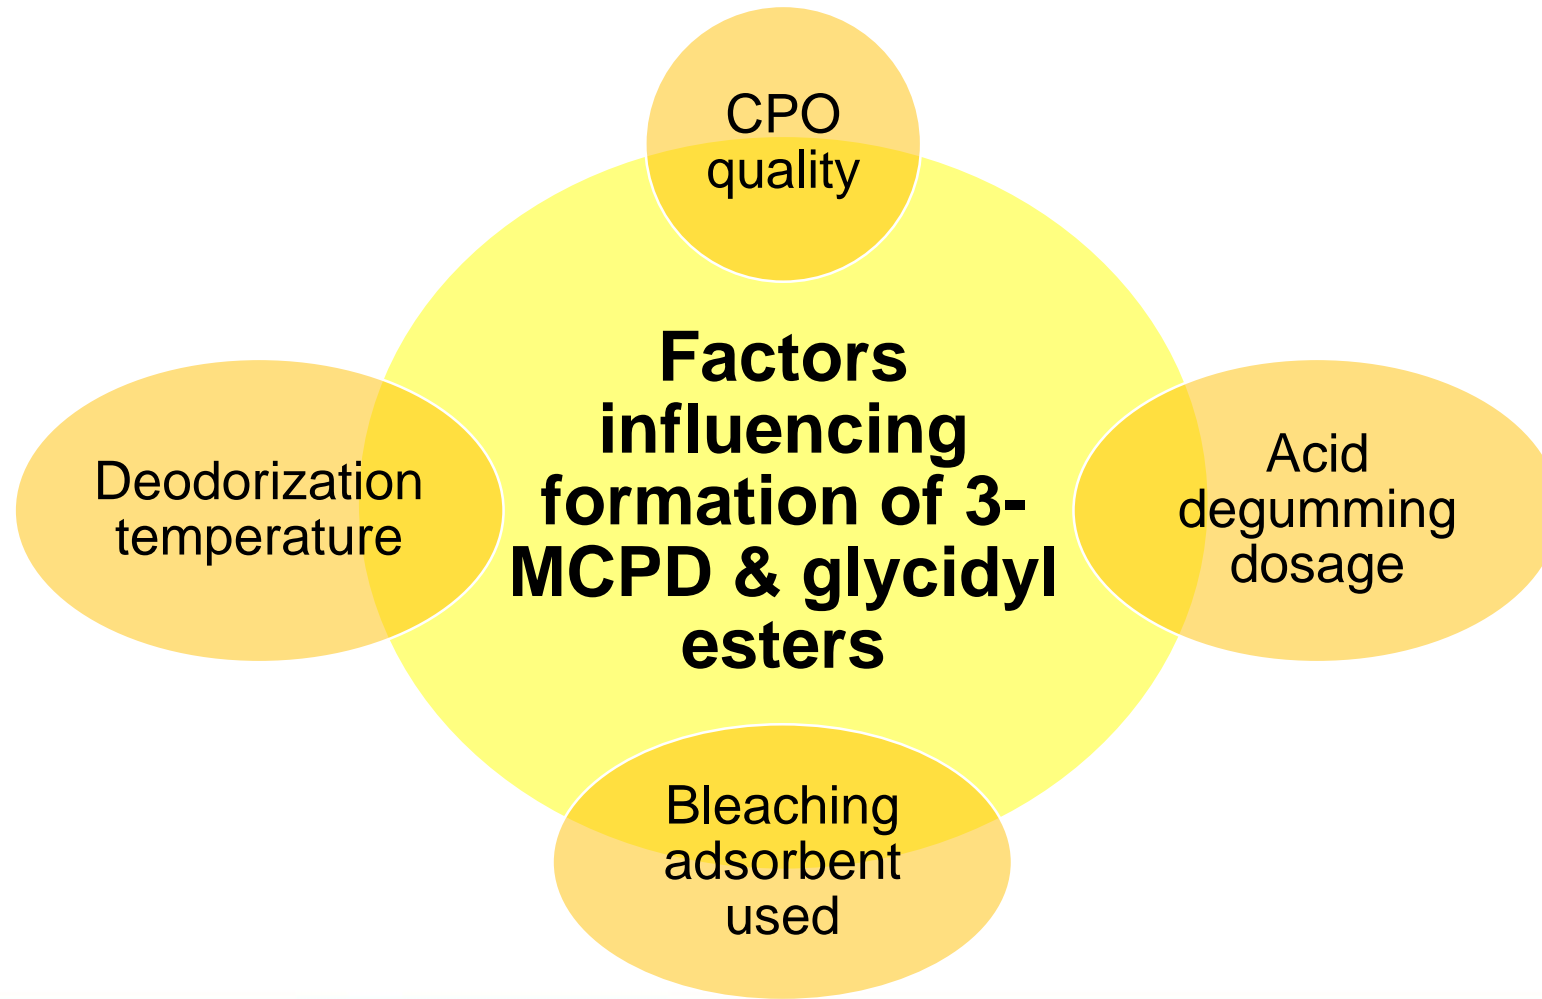 CPO
quality
Factors
influencing
formation of 3-
MCPD & glycidyl
esters
Deodorization
temperature
Acid
degumming
dosage
Bleaching
adsorbent
used